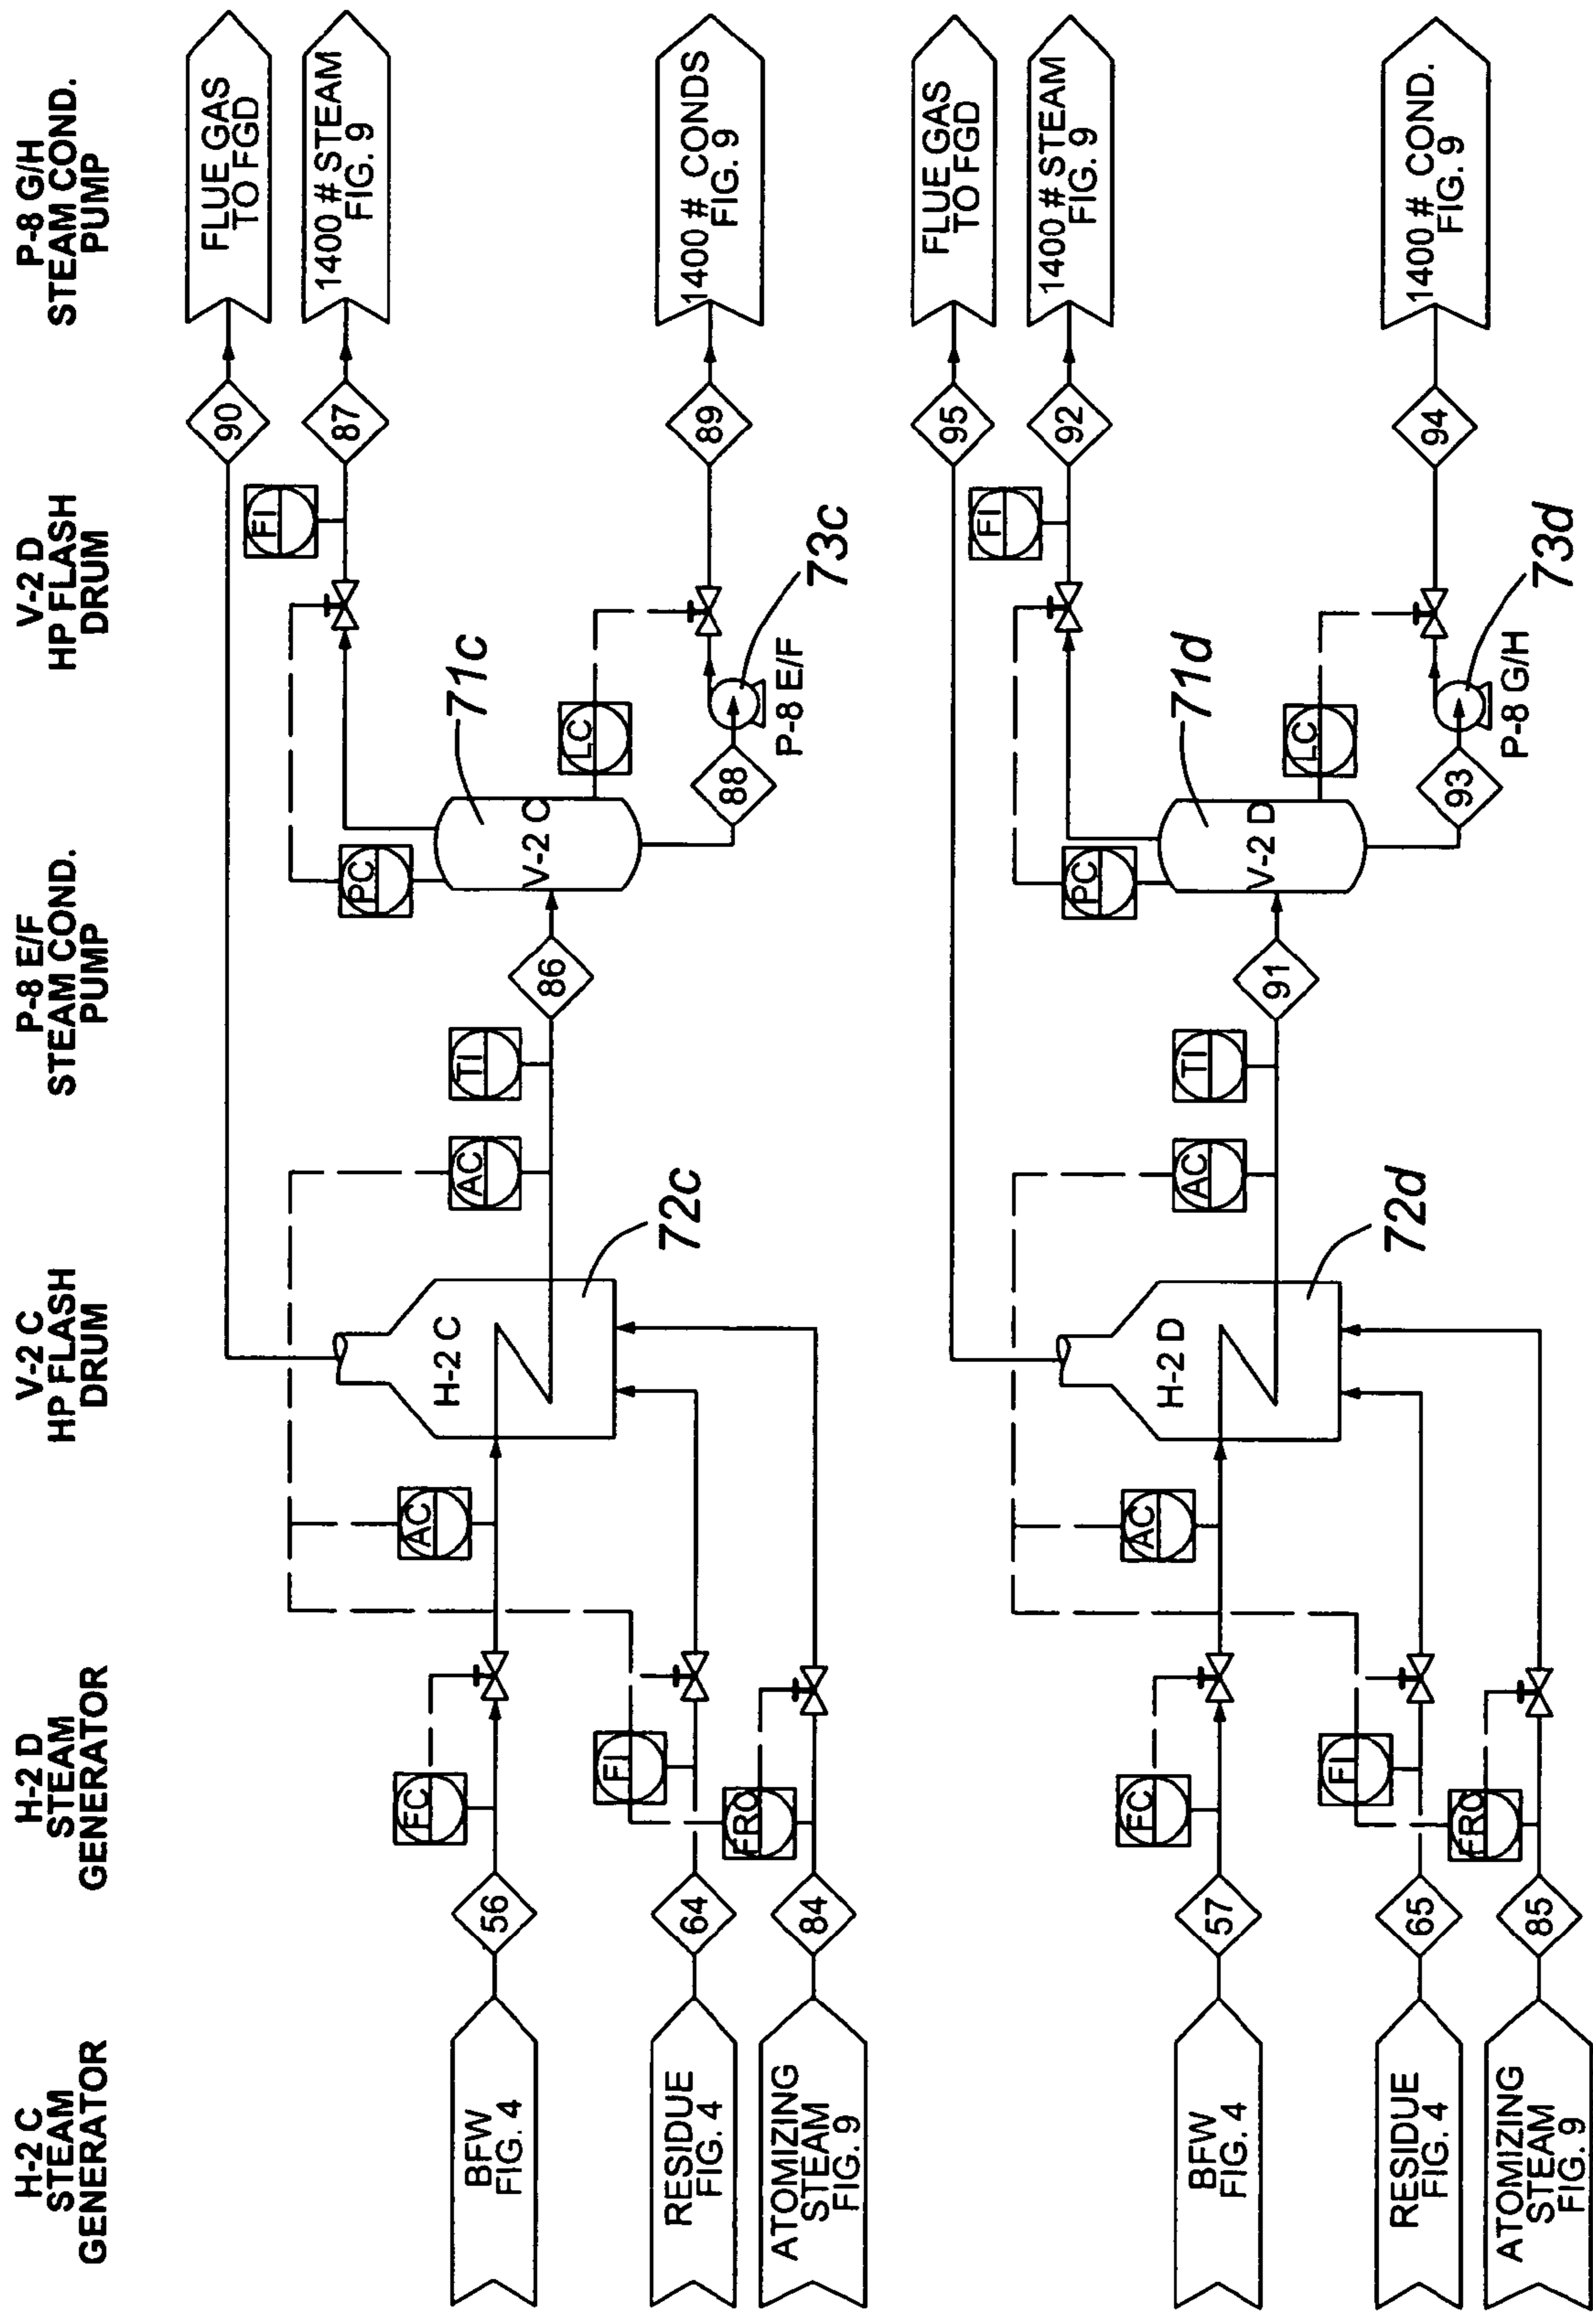 H-2 C
STEAM
GENERATOR
H-2 D
STEAM
GENERATOR
V-2 C
HP FLASH
DRUM
P-8 E/F
STEAM COND.
PUMP
V-2 D
HP FLASH
DRUM
P-8 G/H
STEAM COND.
PUMP
FLUE GAS
TO FGD
90
1400 # STEAM
FIG. 9
87
FI
PC
71c
V-2 C
LC
1400 # CONDS
FIG. 9
89
88
P-8 E/F
73c
86
TI
AC
H-2 C
72c
AC
FC
56
BFW
FIG. 4
FI
64
RESIDUE
FIG. 4
FRC
84
ATOMIZING
STEAM
FIG. 9
FLUE GAS
TO FGD
95
1400 # STEAM
FIG. 9
92
FI
PC
71d
V-2 D
LC
1400 # COND.
FIG. 9
94
93
P-8 G/H
73d
91
TI
AC
H-2 D
72d
AC
FC
57
BFW
FIG. 4
FI
65
RESIDUE
FIG. 4
FRC
85
ATOMIZING
STEAM
FIG. 9